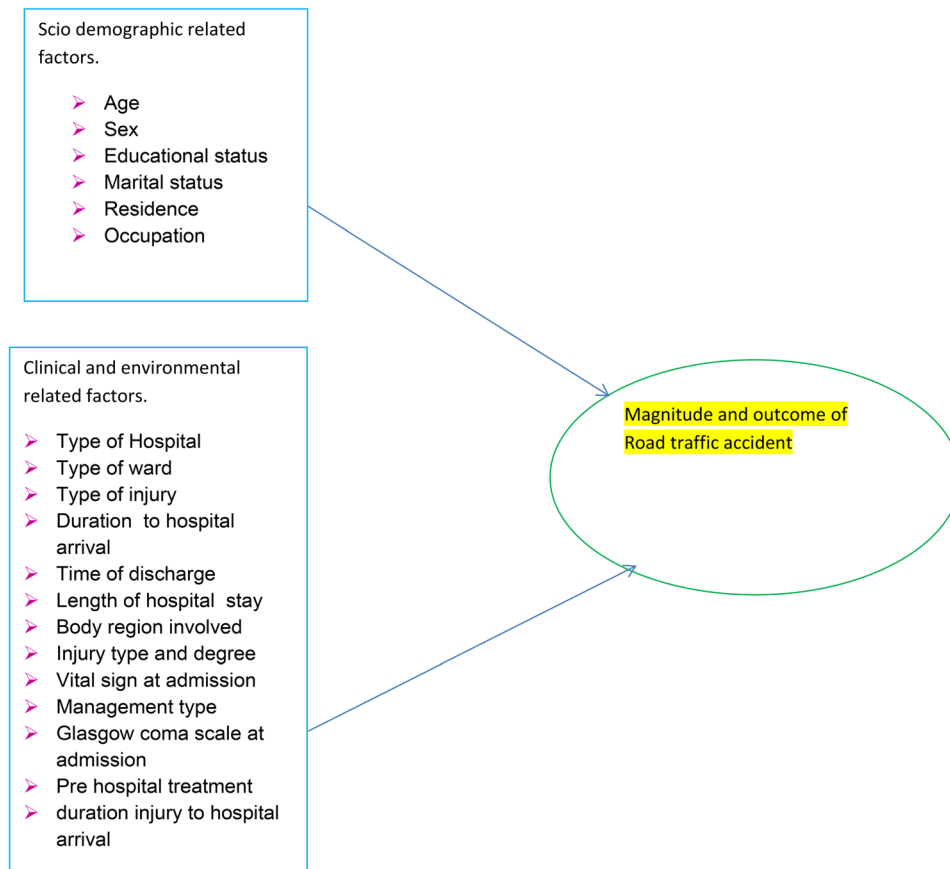 Scio demographic related
factors.
Age
Sex
Educational status
Marital status
Residence
Occupation
Clinical and environmental
related factors.
Type of Hospital
Type of ward
Type of injury
Duration  to hospital
arrival
Time of discharge
Length of hospital  stay
Body region involved
Injury type and degree
Vital sign at admission
Management type
Glasgow coma scale at
admission
Pre hospital treatment
duration injury to hospital
arrival
Magnitude and outcome of
Road traffic accident